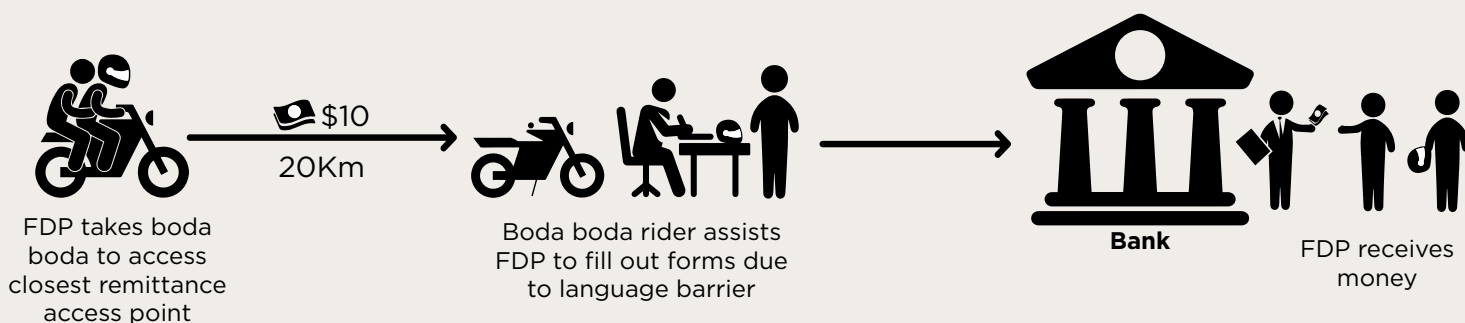 FDP takes boda
boda to access
closest remittance
access point
$10
20Km
Boda boda rider assists
FDP to fill out forms due
to language barrier
Bank
FDP receives
money